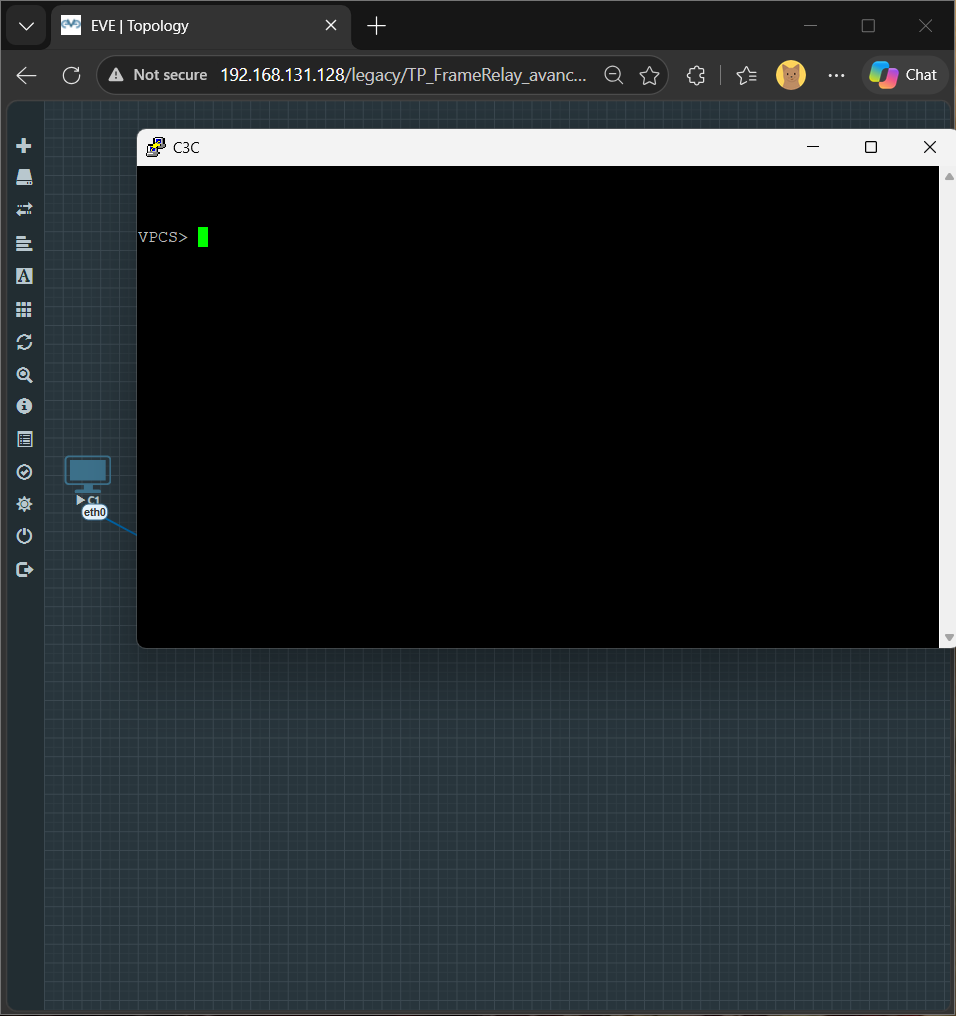 EVE | Topology
Not secure 192.168.131.128/legacy/TP_FrameRelay_avanc...
Chat
C3C
VPCS>
C1
eth0